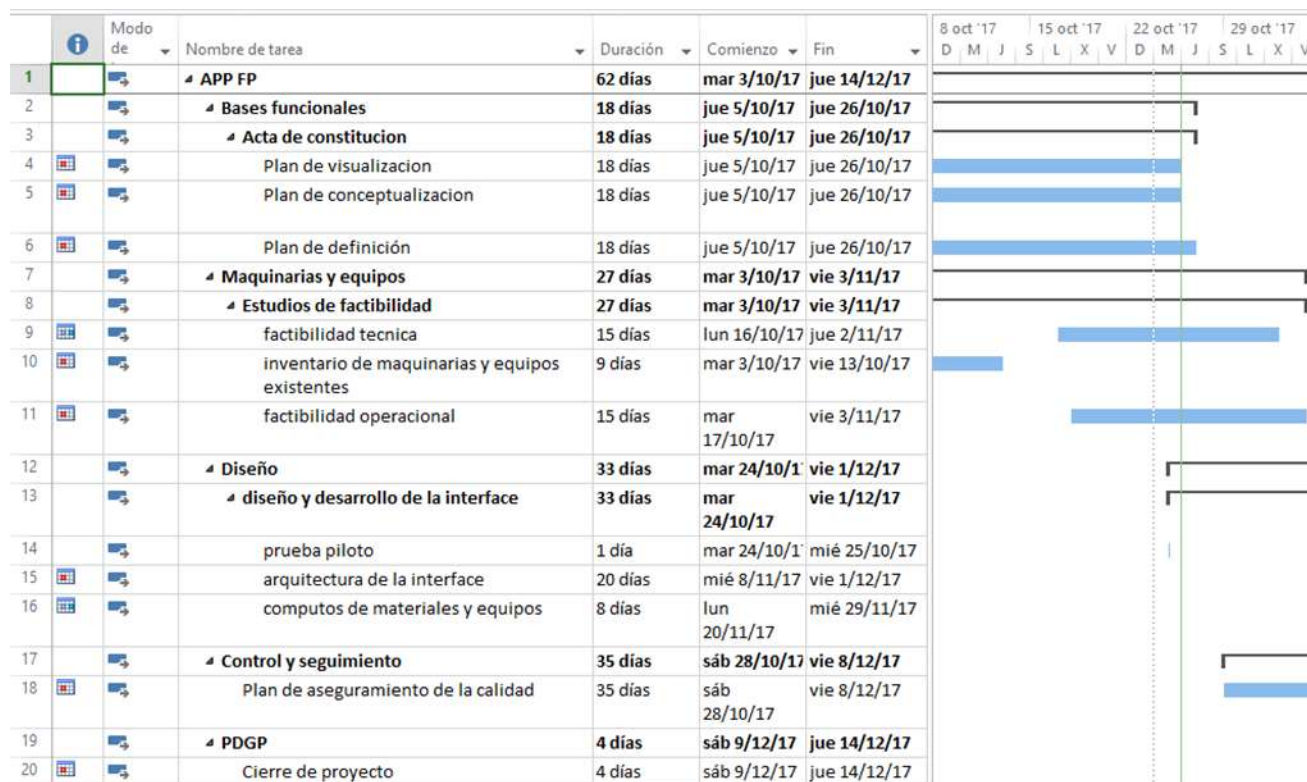 Modo
de
Nombre de tarea
Duración
Comienzo
Fin
8 oct '17 15 oct '17 22 oct '17 29 oct '17
D M J S L X V D M J S L X V
1 APP FP 62 días mar 3/10/17 jue 14/12/17
2 Bases funcionales 18 días jue 5/10/17 jue 26/10/17
3 Acta de constitucion 18 días jue 5/10/17 jue 26/10/17
4 Plan de visualizacion 18 días jue 5/10/17 jue 26/10/17
5 Plan de conceptualizacion 18 días jue 5/10/17 jue 26/10/17
6 Plan de definición 18 días jue 5/10/17 jue 26/10/17
7 Maquinarias y equipos 27 días mar 3/10/17 vie 3/11/17
8 Estudios de factibilidad 27 días mar 3/10/17 vie 3/11/17
9 factibilidad tecnica 15 días lun 16/10/17 jue 2/11/17
10 inventario de maquinarias y equipos 9 días mar 3/10/17 vie 13/10/17
existentes
11 factibilidad operacional 15 días mar vie 3/11/17
17/10/17
12 Diseño 33 días mar 24/10/1 vie 1/12/17
13 diseño y desarrollo de la interface 33 días mar vie 1/12/17
24/10/17
14 prueba piloto 1 día mar 24/10/1 mié 25/10/17
15 arquitectura de la interface 20 días mié 8/11/17 vie 1/12/17
16 computos de materiales y equipos 8 días lun mié 29/11/17
20/11/17
17 Control y seguimiento 35 días sáb 28/10/17 vie 8/12/17
18 Plan de aseguramiento de la calidad 35 días sáb vie 8/12/17
28/10/17
19 PDGP 4 días sáb 9/12/17 jue 14/12/17
20 Cierre de proyecto 4 días sáb 9/12/17 jue 14/12/17